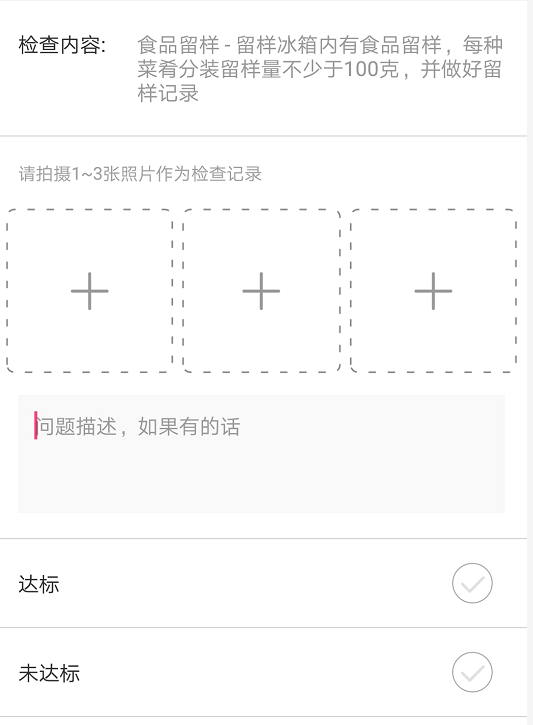 检查内容: 食品留样 - 留样冰箱内有食品留样，每种
菜肴分装留样量不少于100克，并做好留
样记录
请拍摄1~3张照片作为检查记录
问题描述，如果有的话
达标
未达标